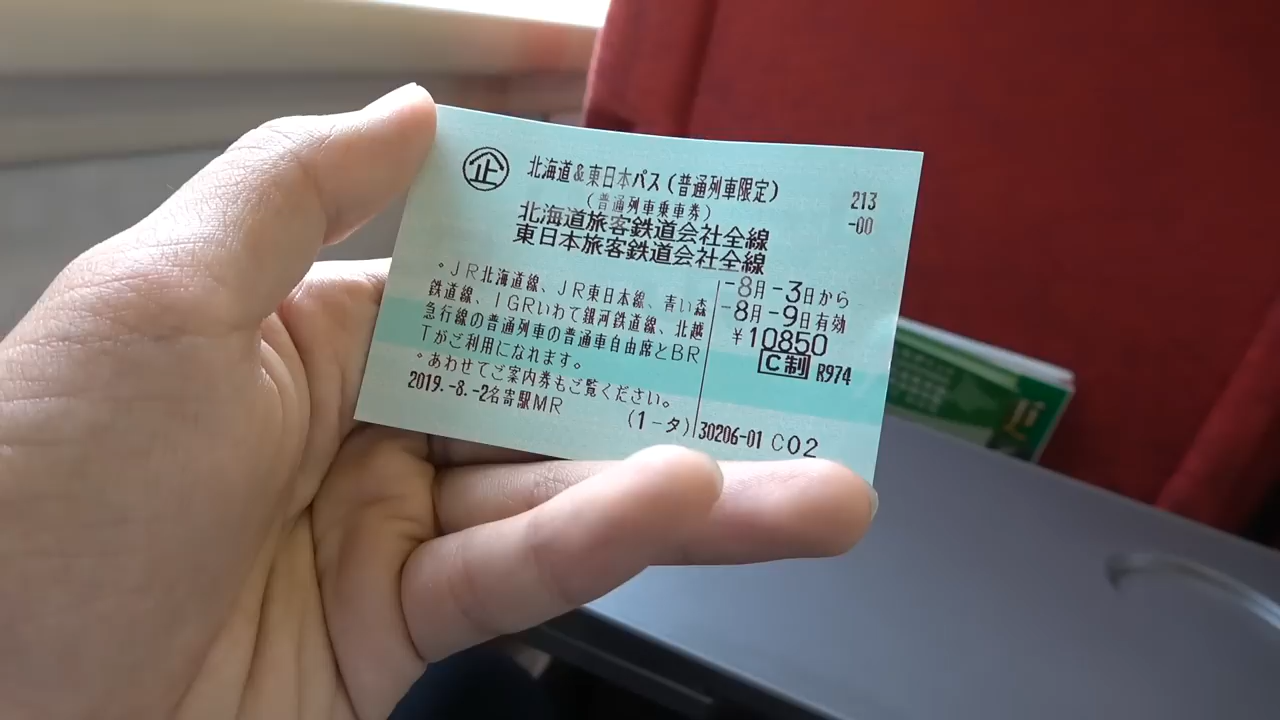 企 北海道&東日本パス(普通列車限定)
(普通列車乗車券)
213
-00
北海道旅客鉄道会社全線
東日本旅客鉄道会社全線
。JR北海道線、JR東日本線、青い森
鉄道線、IGRいわて銀河鉄道線、北越
急行線の普通列車の普通車自由席とBR
Tがご利用になれます。
。あわせてご案内券もご覧ください。
-8月-3日から
-8月-9日有効
¥10850
C制 R974
2019.-8.-2名寄駅MR
(1-タ) 30206-01 C02